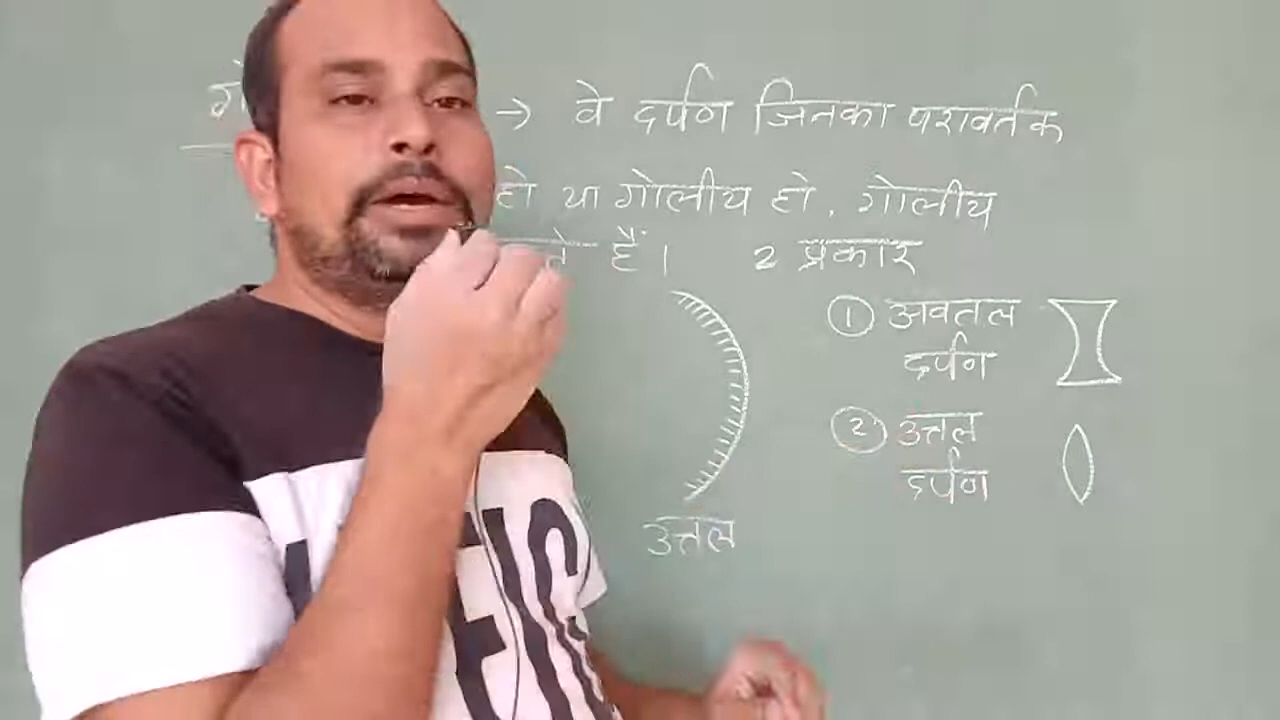 → वे दर्पण जिनका परावर्तक
हो या गोलीय हो, गोलीय
हैं। 2 प्रकार
① अवतल
दर्पण
② उत्तल
दर्पण
उत्तल